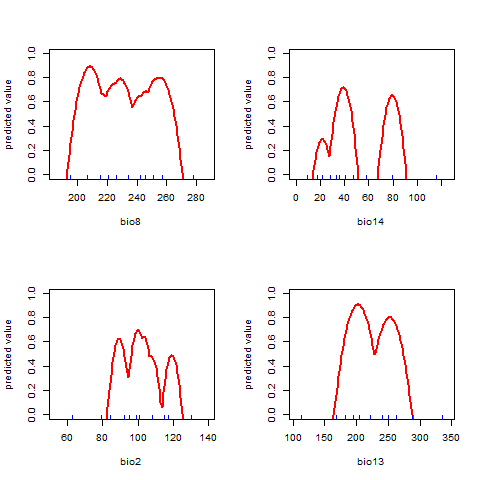 predicted value
0.0 0.2 0.4 0.6 0.8 1.0
200 220 240 260 280
bio8
predicted value
0.0 0.2 0.4 0.6 0.8 1.0
0 20 40 60 80 100
bio14
predicted value
0.0 0.2 0.4 0.6 0.8 1.0
60 80 100 120 140
bio2
predicted value
0.0 0.2 0.4 0.6 0.8 1.0
100 150 200 250 300 350
bio13